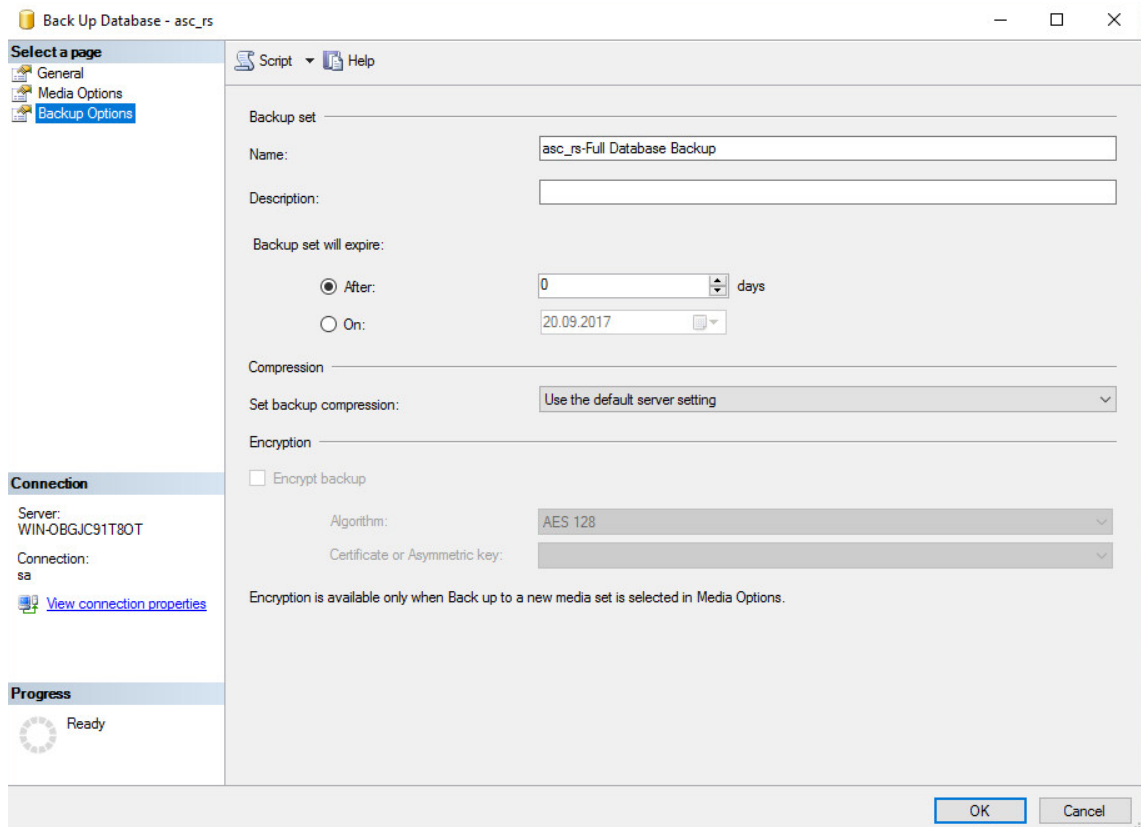 Back Up Database - asc_rs
Select a page
General
Media Options
Backup Options
Script
Help
Backup set
Name:
asc_rs-Full Database Backup
Description:
Backup set will expire:
After:
0
days
On:
20.09.2017
Compression
Set backup compression:
Use the default server setting
Encryption
Encrypt backup
Algorithm:
AES 128
Certificate or Asymmetric key:
Encryption is available only when Back up to a new media set is selected in Media Options.
Connection
Server:
WIN-OBGJC91T8OT
Connection:
sa
View connection properties
Progress
Ready
OK
Cancel